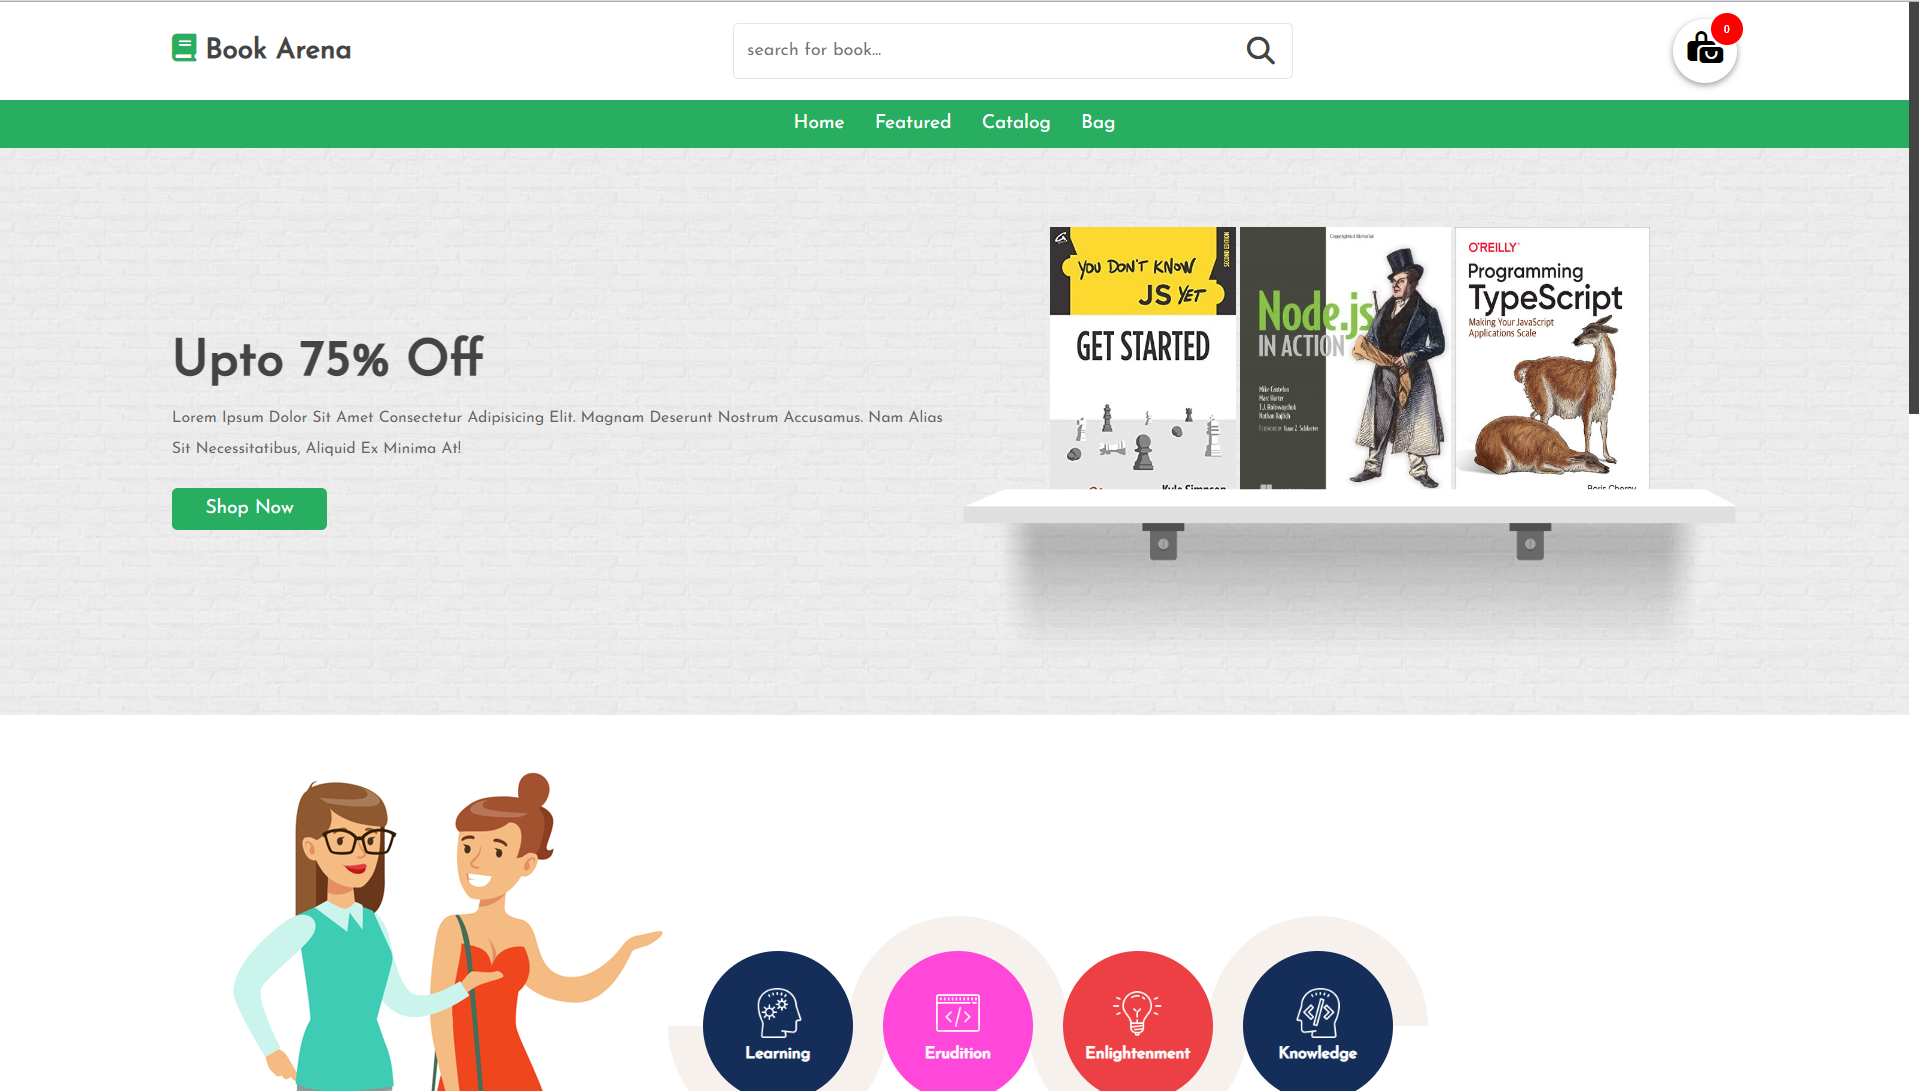 Book Arena
search for book...
0
Home Featured Catalog Bag
YOU DON'T KNOW
JS YET
SECOND EDITION
GET STARTED
Kyle Simpson
Copyrighted Material
Node.js
IN ACTION
Mike Cantelon
Marc Harter
T.J. Holowaychuk
Nathan Rajlich
FOREWORD BY Isaac Z. Schlueter
O'REILLY
Programming
TypeScript
Making Your JavaScript
Applications Scale
Boris Cherny
Upto 75% Off
Lorem Ipsum Dolor Sit Amet Consectetur Adipisicing Elit. Magnam Deserunt Nostrum Accusamus. Nam Alias
Sit Necessitatibus, Aliquid Ex Minima At!
Shop Now
Learning
Erudition
Enlightenment
Knowledge